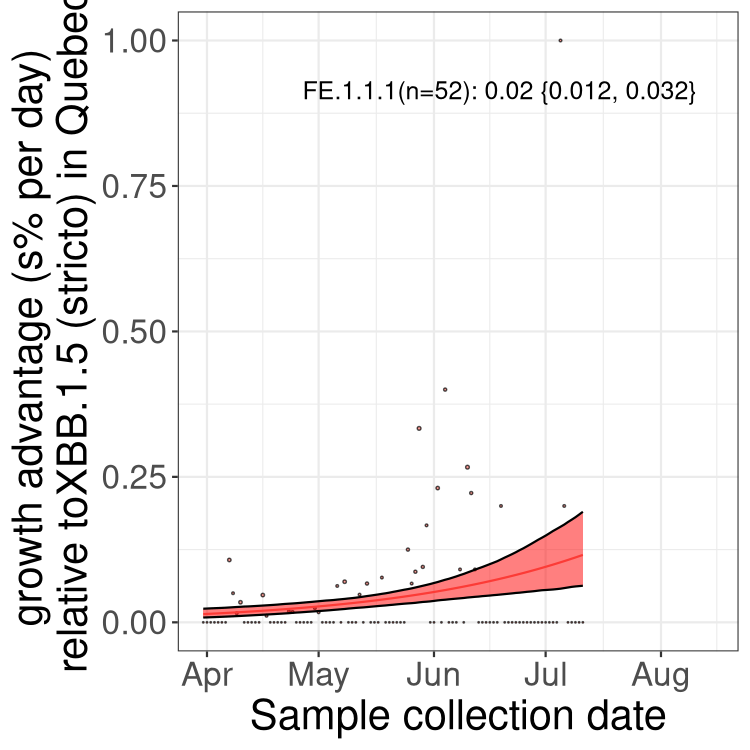 growth advantage (s% per day)
relative toXBB.1.5 (stricto) in Quebec
1.00
0.75
0.50
0.25
0.00
FE.1.1.1(n=52): 0.02 {0.012, 0.032}
Apr May Jun Jul Aug
Sample collection date